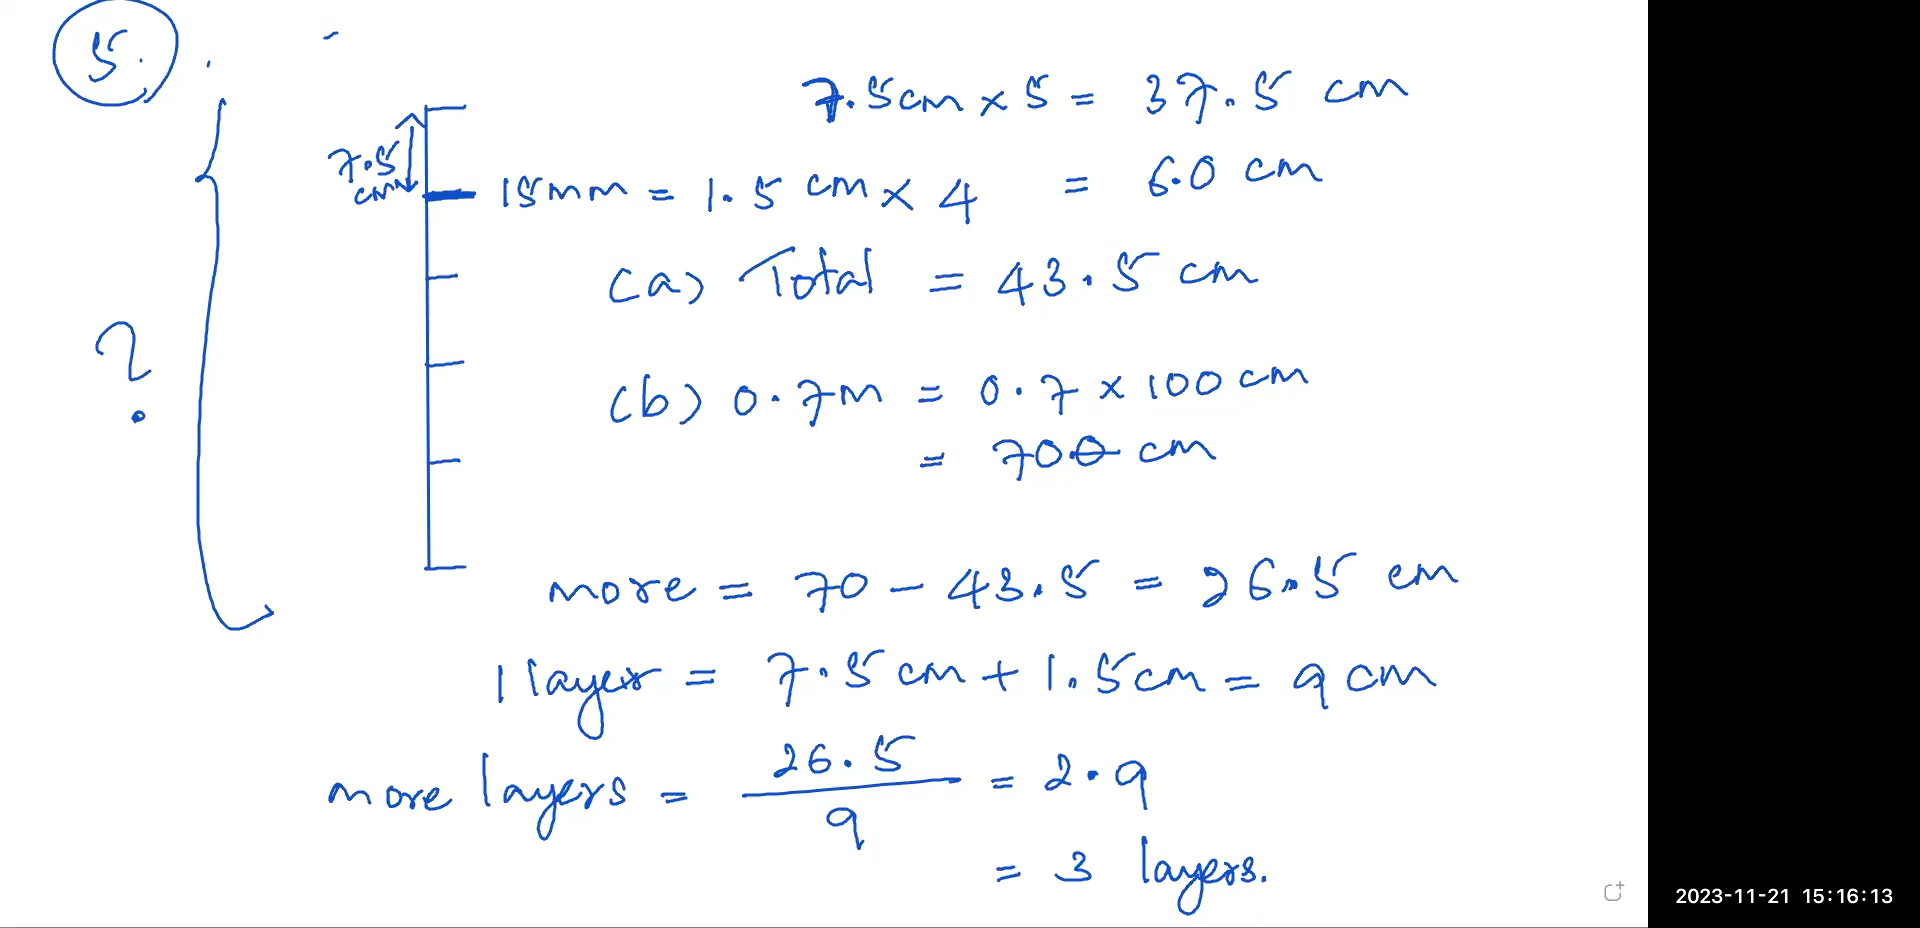 5.
7.5cm × 5 = 37.5 cm
7.5
cm
15mm = 1.5 cm × 4 = 6.0 cm
(a) Total = 43.5 cm
?
(b) 0.7m = 0.7 × 100 cm
= 70.0 cm
more = 70 - 43.5 = 26.5 cm
1 layer = 7.5 cm + 1.5cm = 9 cm
more layers = 26.5 / 9 = 2.9
= 3 layers.
2023-11-21 15:16:13